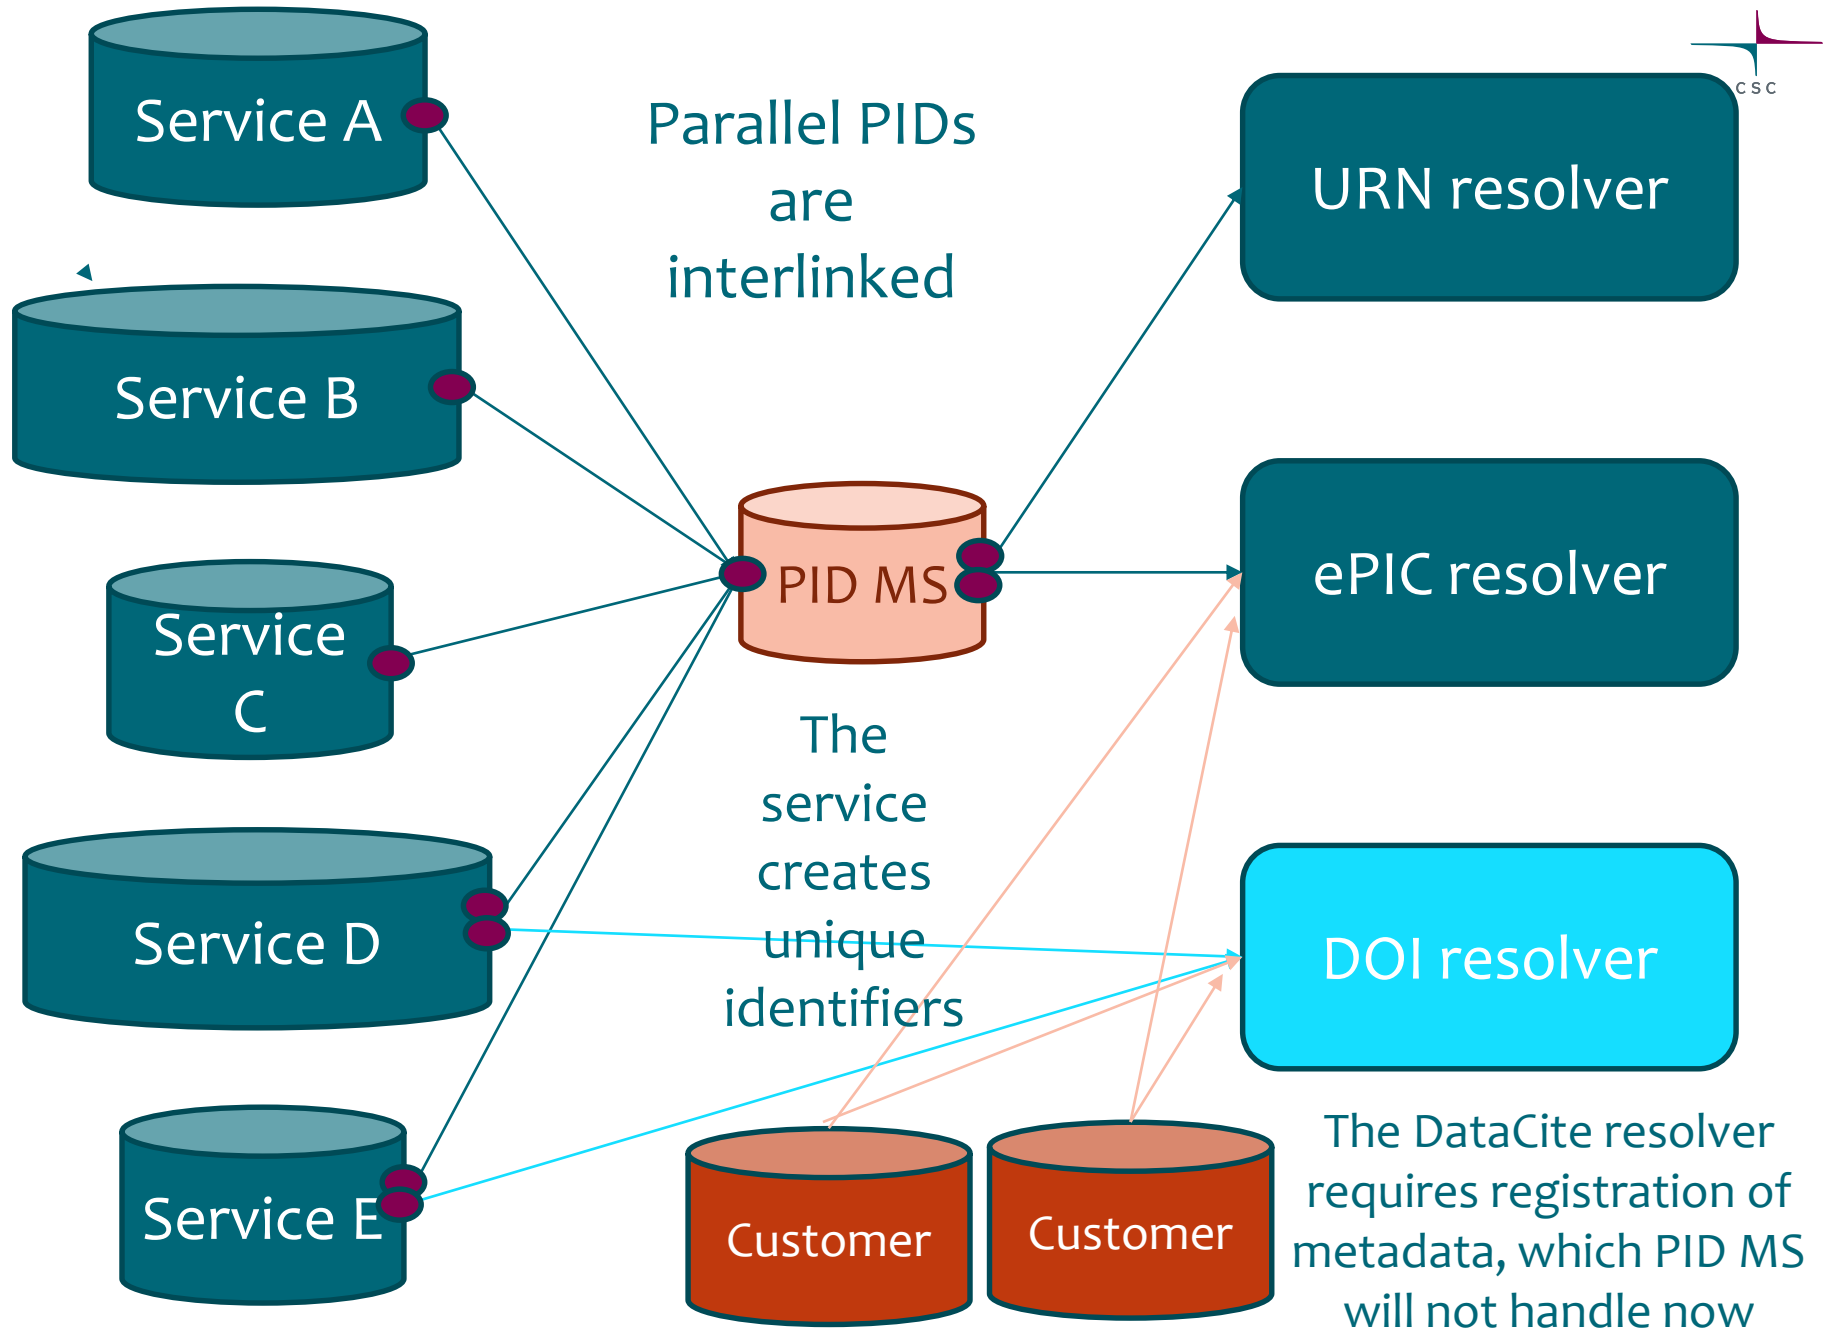 Service A
Parallel PIDs
are
interlinked
CSC
URN resolver
Service B
PID MS
ePIC resolver
Service
C
The
service
creates
unique
identifiers
Service D
DOI resolver
Service E
Customer
Customer
The DataCite resolver
requires registration of
metadata, which PID MS
will not handle now